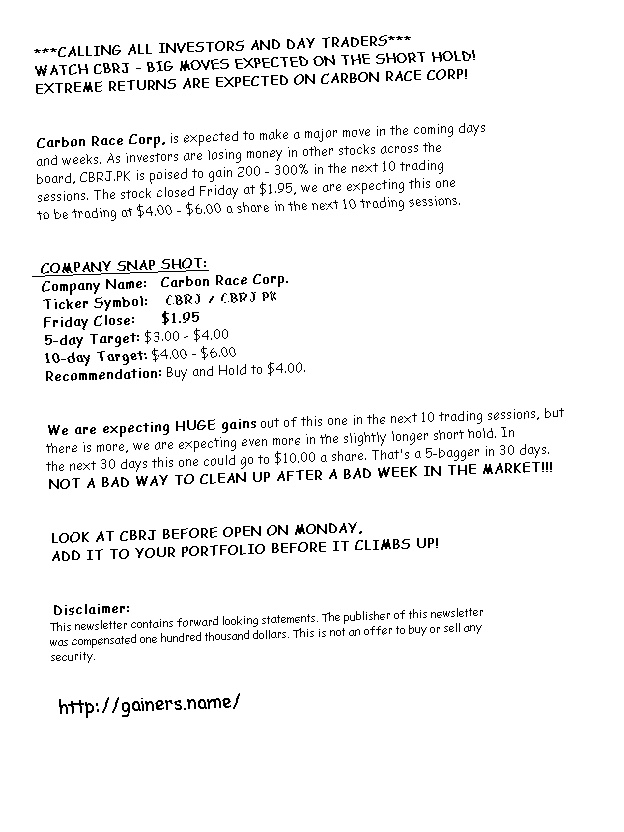 ***CALLING ALL INVESTORS AND DAY TRADERS***
WATCH CBRJ - BIG MOVES EXPECTED ON THE SHORT HOLD!
EXTREME RETURNS ARE EXPECTED ON CARBON RACE CORP!
Carbon Race Corp, is expected to make a major move in the coming days
and weeks. As investors are losing money in other stocks across the
board, CBRJ.PK is poised to gain 200 - 300% in the next 10 trading
sessions. The stock closed Friday at $1.95, we are expecting this one
to be trading at $4.00 - $6.00 a share in the next 10 trading sessions.
COMPANY SNAP SHOT:
Company Name: Carbon Race Corp.
Ticker Symbol: CBRJ / CBRJ PK
Friday Close: $1.95
5-day Target: $3.00 - $4.00
10-day Target: $4.00 - $6.00
Recommendation: Buy and Hold to $4.00.
We are expecting HUGE gains out of this one in the next 10 trading sessions, but
there is more, we are expecting even more in the slightly longer short hold. In
the next 30 days this one could go to $10.00 a share. That's a 5-bagger in 30 days.
NOT A BAD WAY TO CLEAN UP AFTER A BAD WEEK IN THE MARKET!!!
LOOK AT CBRJ BEFORE OPEN ON MONDAY,
ADD IT TO YOUR PORTFOLIO BEFORE IT CLIMBS UP!
Disclaimer:
This newsletter contains forward looking statements. The publisher of this newsletter
was compensated one hundred thousand dollars. This is not an offer to buy or sell any
security.
http://gainers.name/